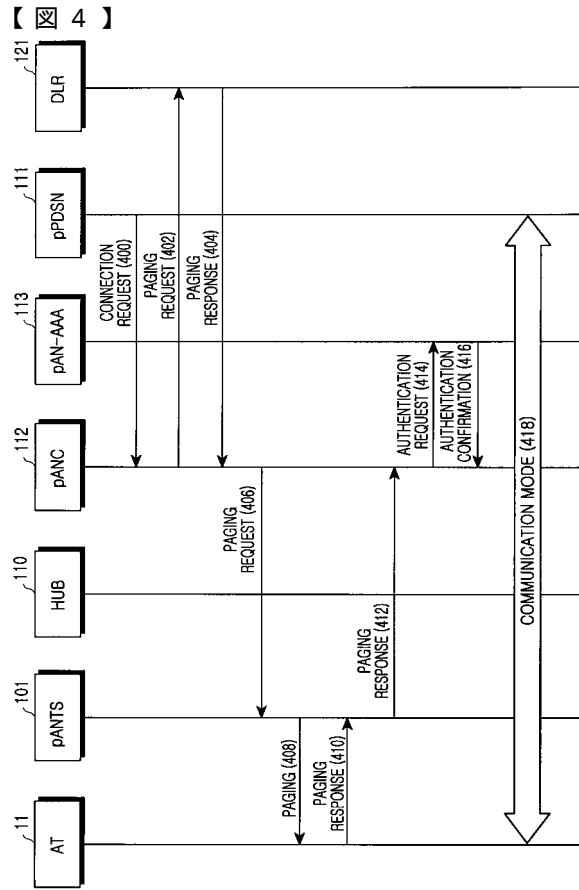 【図4】
121
DLR
111
pPDSN
113
pAN-AAA
112
pANC
110
HUB
101
pANTS
11
AT
CONNECTION
REQUEST (400)
PAGING
REQUEST (402)
PAGING
RESPONSE (404)
PAGING
REQUEST (406)
PAGING (408)
PAGING
RESPONSE (410)
PAGING
RESPONSE (412)
AUTHENTICATION
REQUEST (414)
AUTHENTICATION
CONFIRMATION (416)
COMMUNICATION MODE (418)